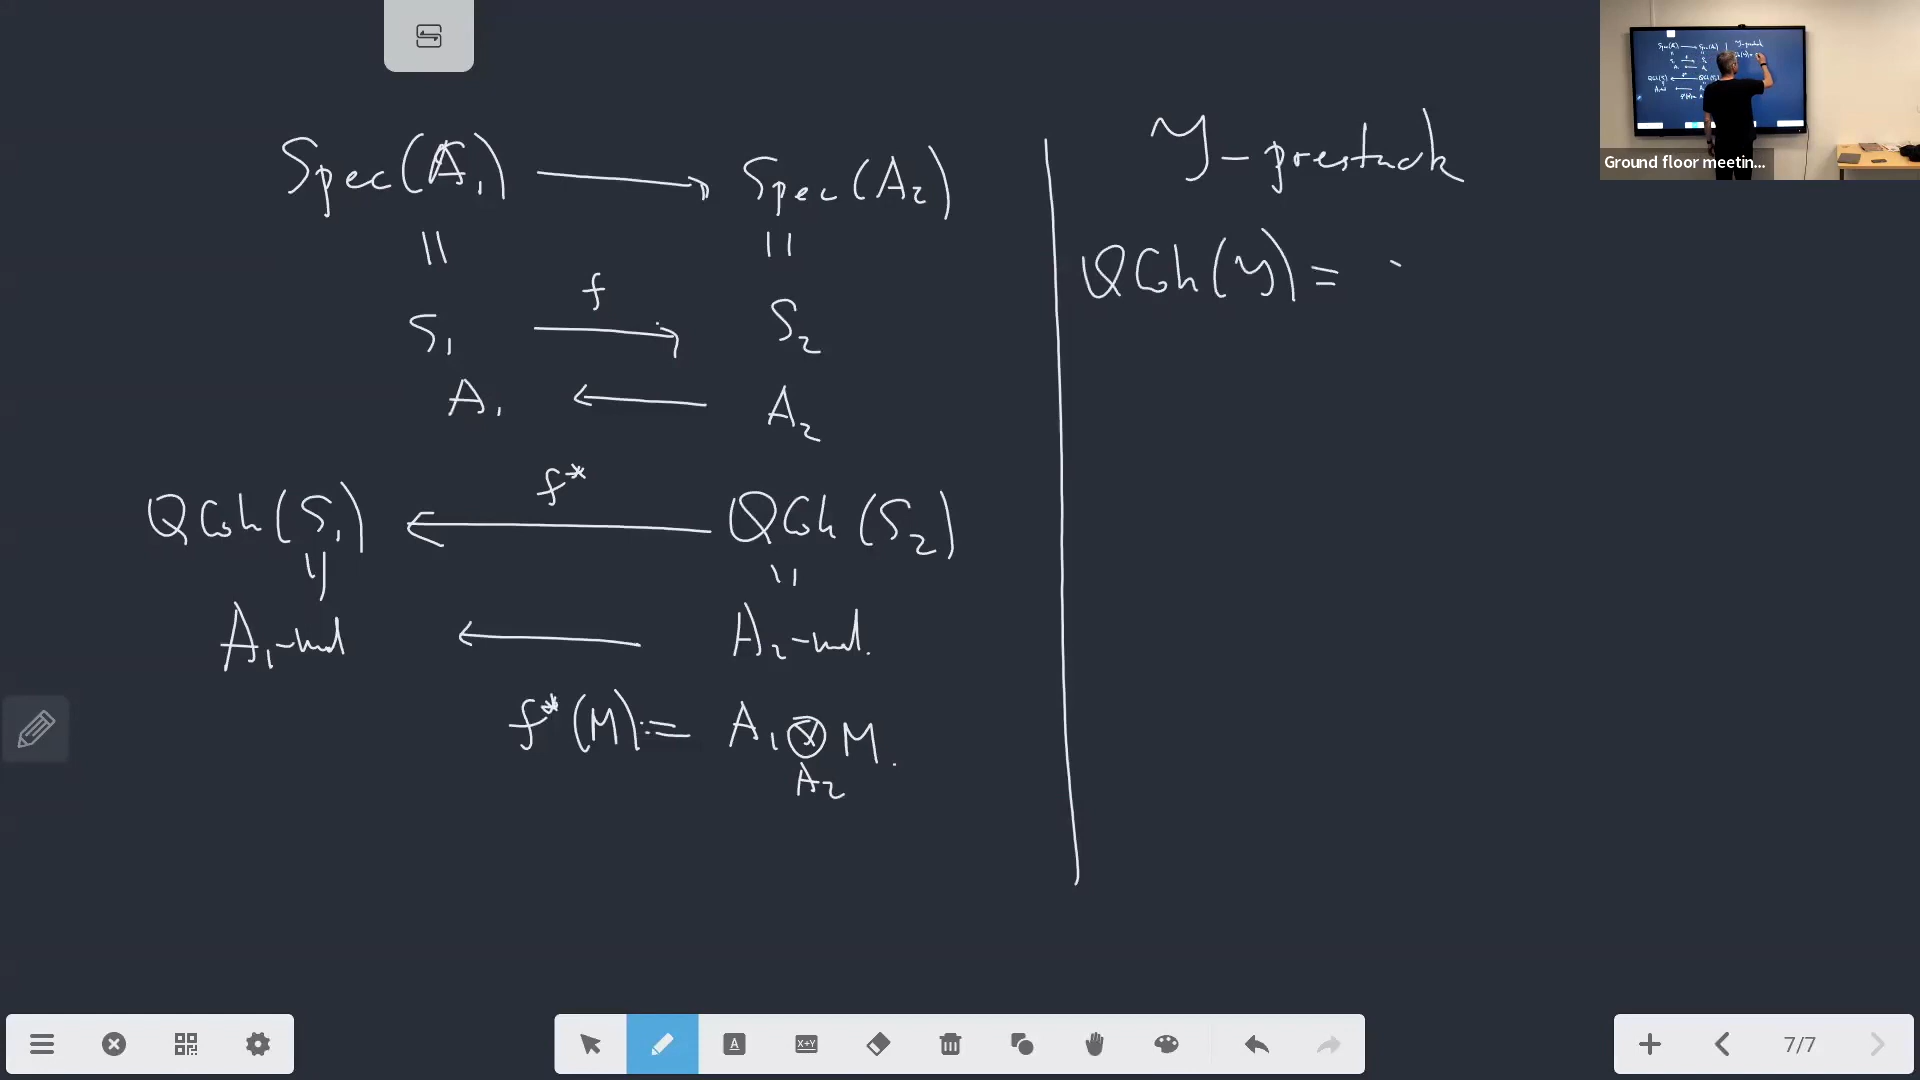 Spec(A₁) ⟶ Spec(A₂)
|| ||
S₁ f⟶ S₂
A₁ ⟵ A₂
QCoh(S₁) f*⟵ QCoh(S₂)
|| ||
A₁-mod ⟵ A₂-mod.
f*(M) := A₁ ⊗_{A₂} M.
Y - prestack
QCoh(Y) =
Ground floor meetin...
A
X+Y
7/7